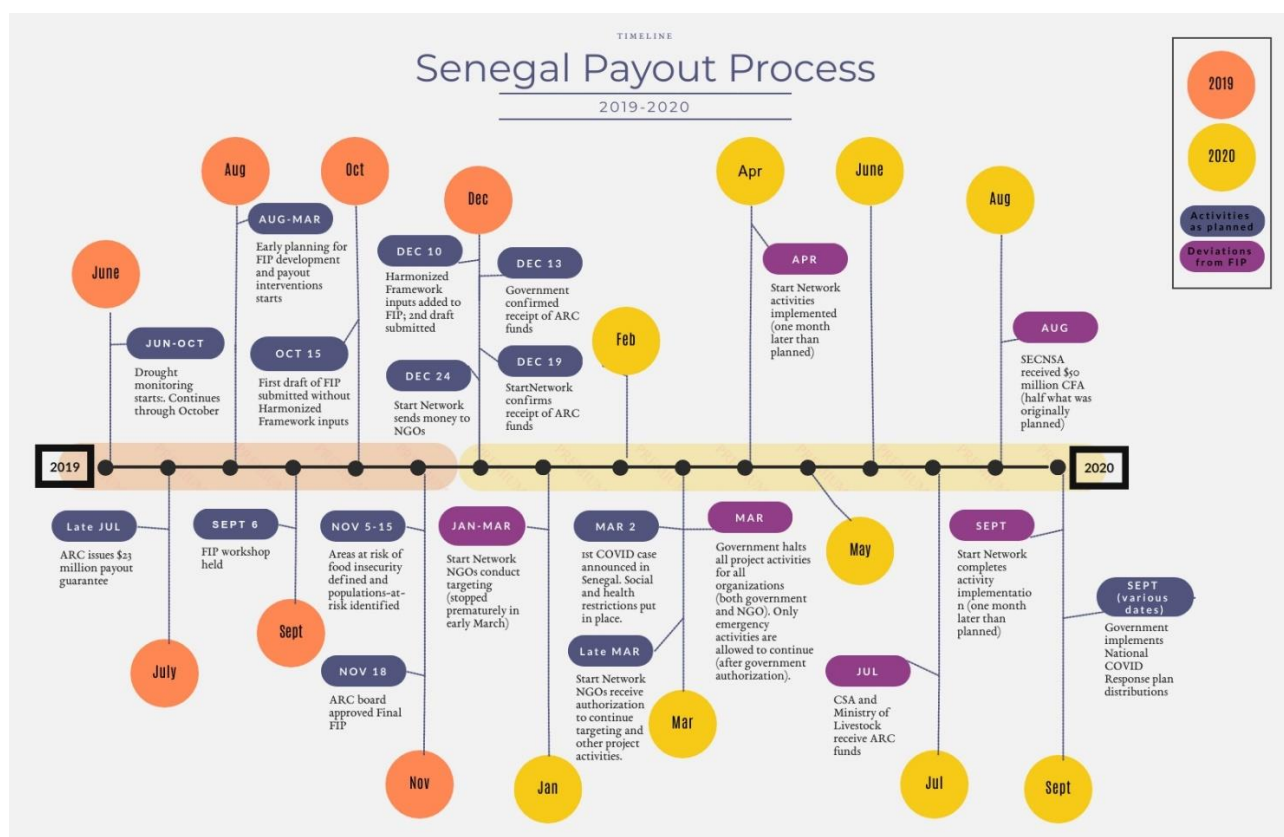 TIMELINE
Senegal Payout Process
2019-2020
2019
2020
Activities
as planned
Deviations
from FIP
June
JUN-OCT
Drought
monitoring
starts:. Continues
through October
Aug
AUG-MAR
Early planning for
FIP development
and payout
interventions
starts
Oct
OCT 15
First draft of FIP
submitted without
Harmonized
Framework inputs
Dec
DEC 10
Harmonized
Framework
inputs added to
FIP; 2nd draft
submitted
DEC 13
Government
confirmed
receipt of ARC
funds
DEC 24
Start Network
sends money to
NGOs
DEC 19
StartNetwork
confirms
receipt of ARC
funds
Feb
Apr
APR
Start Network
activities
implemented
(one month
later than
planned)
June
Aug
AUG
SECNSA
received $50
million CFA
(half what was
originally
planned)
2019
2020
Late JUL
ARC issues $23
million payout
guarantee
July
SEPT 6
FIP workshop
held
Sept
NOV 5-15
Areas at risk of
food insecurity
defined and
populations-at-
risk identified
NOV 18
ARC board
approved Final
FIP
Nov
JAN-MAR
Start Network
NGOs conduct
targeting
(stopped
prematurely in
early March)
Jan
MAR 2
1st COVID case
announced in
Senegal. Social
and health
restrictions put
in place.
Late MAR
Start Network
NGOs receive
authorization
to continue
targeting and
other project
activities.
MAR
Government halts
all project activities
for all
organizations
(both government
and NGO). Only
emergency
activities are
allowed to continue
(after government
authorization).
Mar
May
JUL
CSA and
Ministry of
Livestock
receive ARC
funds
Jul
SEPT
Start Network
completes
activity
implementatio
n (one month
later than
planned)
SEPT
(various
dates)
Government
implements
National
COVID
Response plan
distributions
Sept